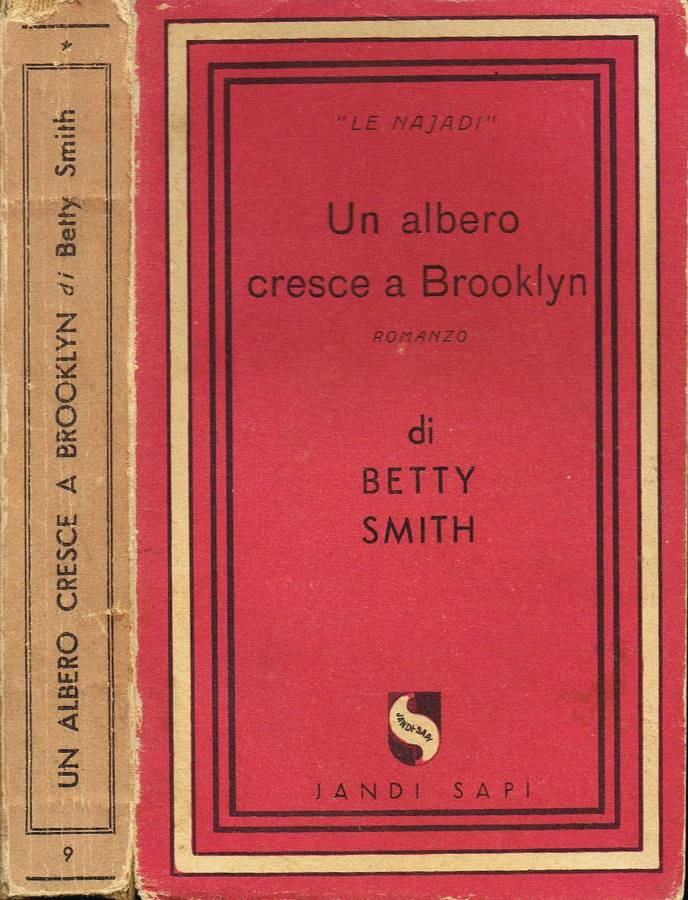 *
UN ALBERO CRESCE A BROOKLYN di Betty Smith
9
"LE NAJADI"
Un albero
cresce a Brooklyn
ROMANZO
di
BETTY
SMITH
JANDI-SAPI
JANDI SAPI